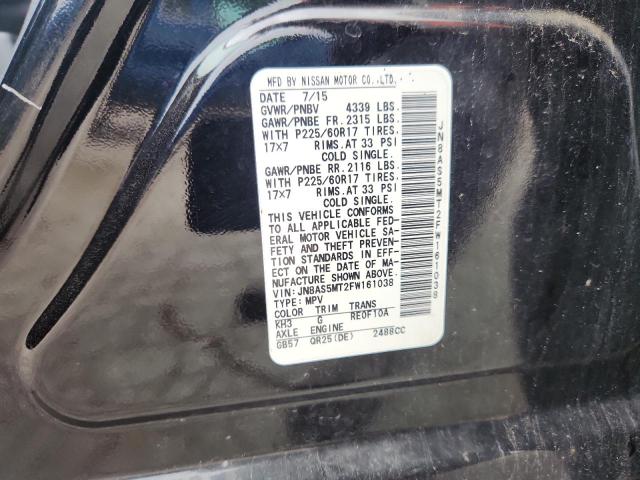 MFD BY NISSAN MOTOR CO.,LTD.
DATE 7/15
GVWR/PNBV 4339 LBS.
GAWR/PNBE FR. 2315 LBS.
WITH P225/60R17 TIRES.
17X7 RIMS. AT 33 PSI
COLD SINGLE.
GAWR/PNBE RR. 2116 LBS.
WITH P225/60R17 TIRES.
17X7 RIMS. AT 33 PSI
COLD SINGLE.
THIS VEHICLE CONFORMS
TO ALL APPLICABLE FED-
ERAL MOTOR VEHICLE SA-
FETY AND THEFT PREVEN-
TION STANDARDS IN EFF-
ECT ON THE DATE OF MA-
NUFACTURE SHOWN ABOVE.
VIN: JN8AS5MT2FW161038
TYPE: MPV
COLOR TRIM TRANS
KH3 G RE0F10A
AXLE ENGINE
GB57 QR25(DE) 2488CC
JN8AS5MT2FW161038